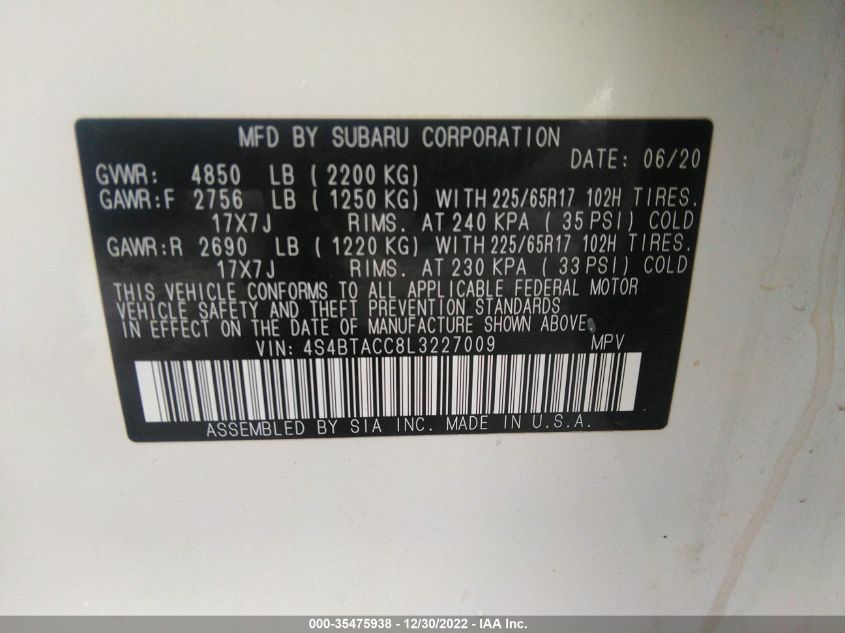 MFD BY SUBARU CORPORATION
DATE: 06/20
GVWR: 4850 LB ( 2200 KG)
GAWR:F 2756 LB ( 1250 KG) WITH 225/65R17 102H TIRES.
17X7J RIMS. AT 240 KPA ( 35 PSI) COLD
GAWR:R 2690 LB ( 1220 KG) WITH 225/65R17 102H TIRES.
17X7J RIMS. AT 230 KPA ( 33 PSI) COLD
THIS VEHICLE CONFORMS TO ALL APPLICABLE FEDERAL MOTOR
VEHICLE SAFETY AND THEFT PREVENTION STANDARDS
IN EFFECT ON THE DATE OF MANUFACTURE SHOWN ABOVE.
VIN: 4S4BTACC8L3227009 MPV
ASSEMBLED BY SIA INC. MADE IN U.S.A.
000-35475938 - 12/30/2022 - © IAA Inc.